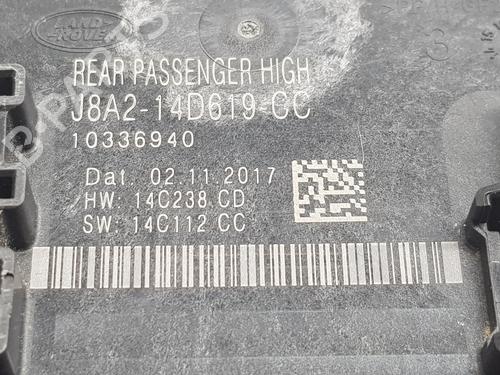 LAND
ROVER
REAR PASSENGER HIGH
J8A2-14D619-CC
10336940
Dat. 02.11.2017
HW: 14C238 CD
SW: 14C112 CC